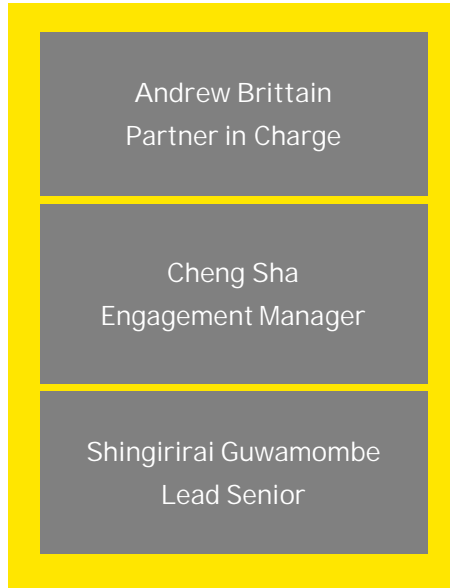 Andrew Brittain
Partner in Charge
Cheng Sha
Engagement Manager
Shingirirai Guwamombe
Lead Senior